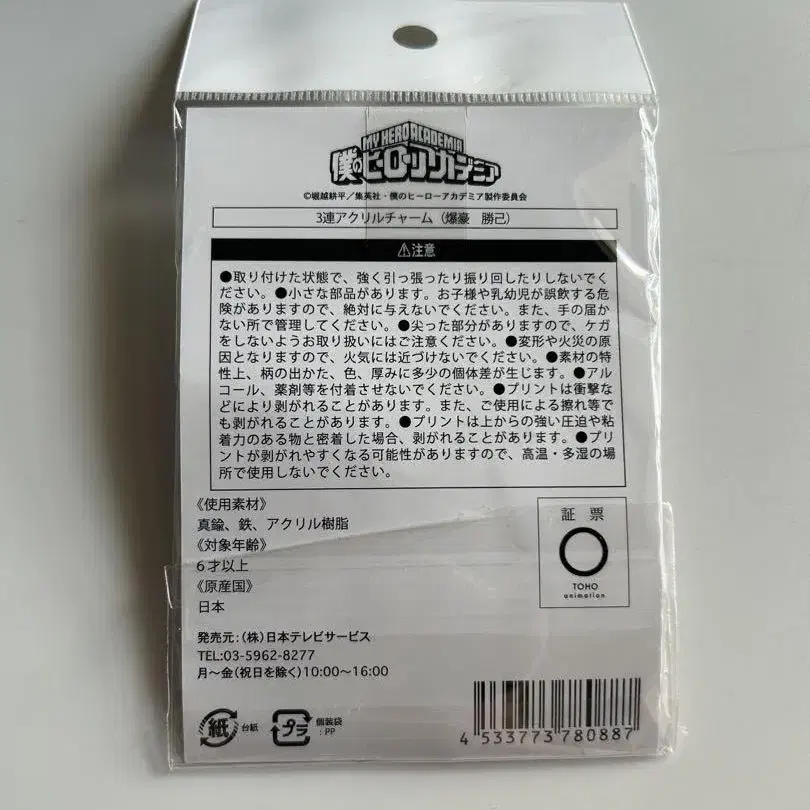 MY HERO ACADEMIA
僕のヒーローアカデミア
©堀越耕平／集英社・僕のヒーローアカデミア製作委員会
3連アクリルチャーム（爆豪　勝己）
⚠注意
●取り付けた状態で、強く引っ張ったり振り回したりしないでく
ださい。●小さな部品があります。お子様や乳幼児が誤飲する危
険がありますので、絶対に与えないでください。また、手の届か
ない所で管理してください。●尖った部分がありますので、ケガ
をしないようお取り扱いにはご注意ください。●変形や火災の原
因となりますので、火気には近づけないでください。●素材の特
性上、柄の出かた、色、厚みに多少の個体差が生じます。●アル
コール、薬剤等を付着させないでください。●プリントは衝撃な
どにより剥がれることがあります。また、ご使用による擦れ等で
も剥がれることがあります。●プリントは上からの強い圧迫や粘
着力のある物と密着した場合、剥がれることがあります。●プリ
ントが剥がれやすくなる可能性がありますので、高温・多湿の場
所で使用しないでください。
《使用素材》
真鍮、鉄、アクリル樹脂
《対象年齢》
6才以上
《原産国》
日本
証 票
TOHO
animation
発売元：（株）日本テレビサービス
TEL:03-5962-8277
月～金（祝日を除く）10:00～16:00
紙 台紙
プラ 個装袋
：PP
4 533773 780887